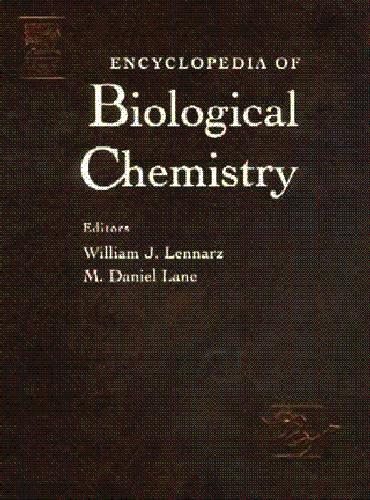 ENCYCLOPEDIA OF
Biological
Chemistry
Editors
William J. Lennarz
M. Daniel Lane